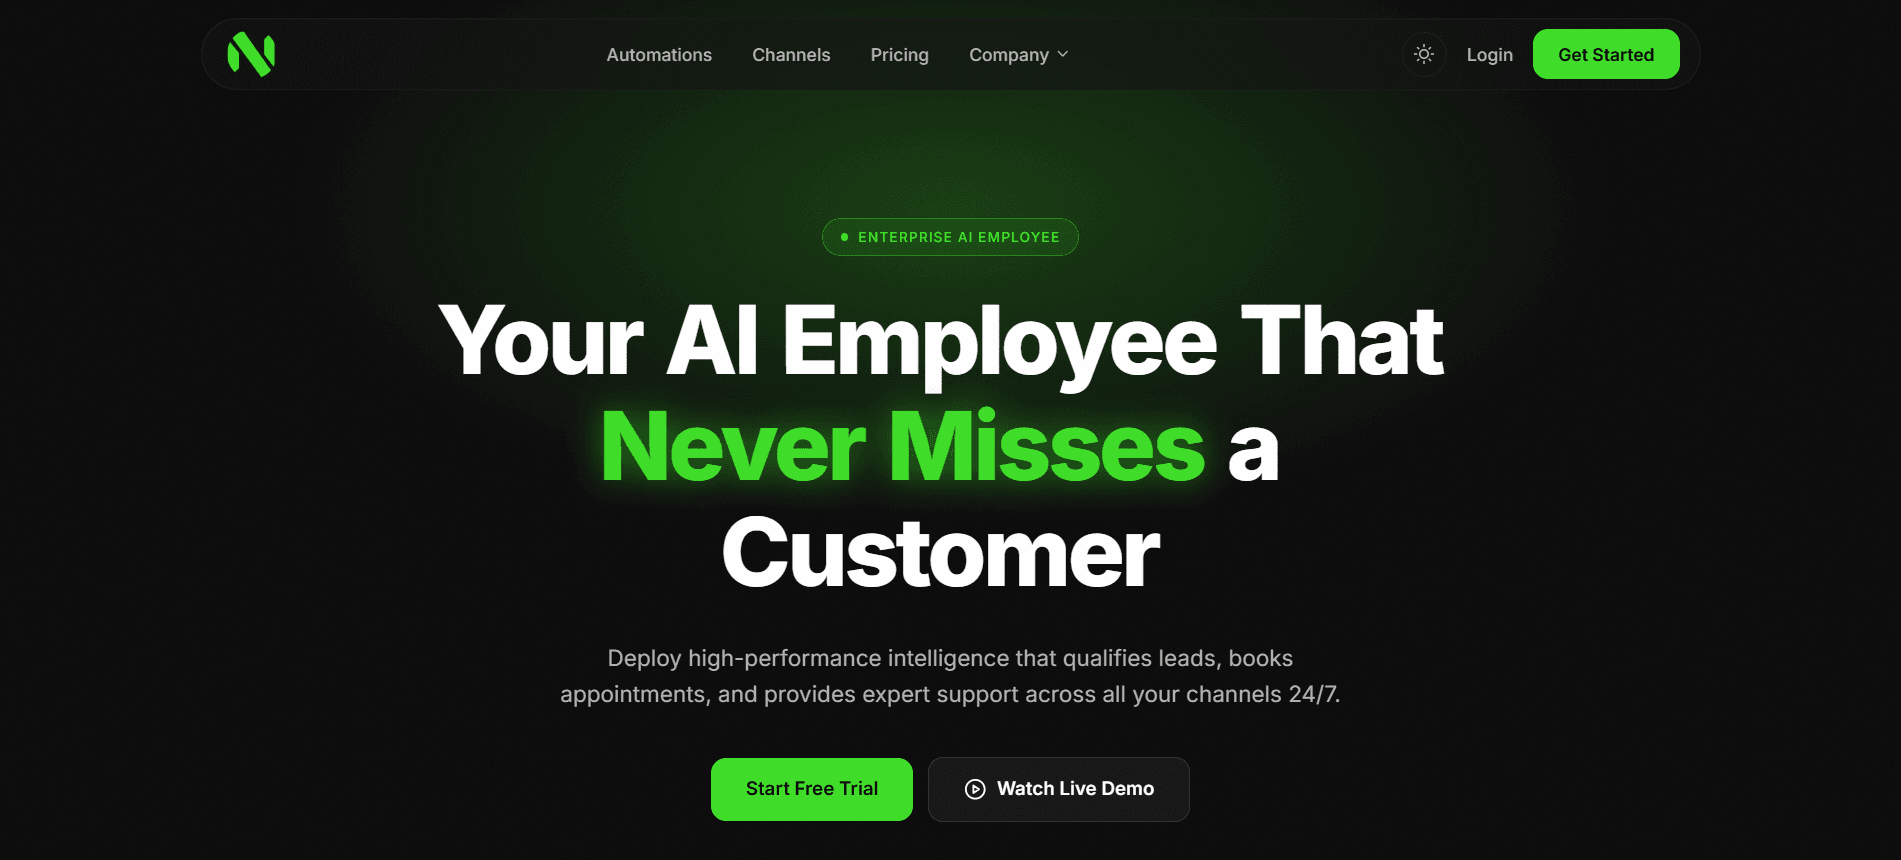 Automations
Channels
Pricing
Company
Login
Get Started
ENTERPRISE AI EMPLOYEE
Your AI Employee That
Never Misses a
Customer
Deploy high-performance intelligence that qualifies leads, books
appointments, and provides expert support across all your channels 24/7.
Start Free Trial
Watch Live Demo